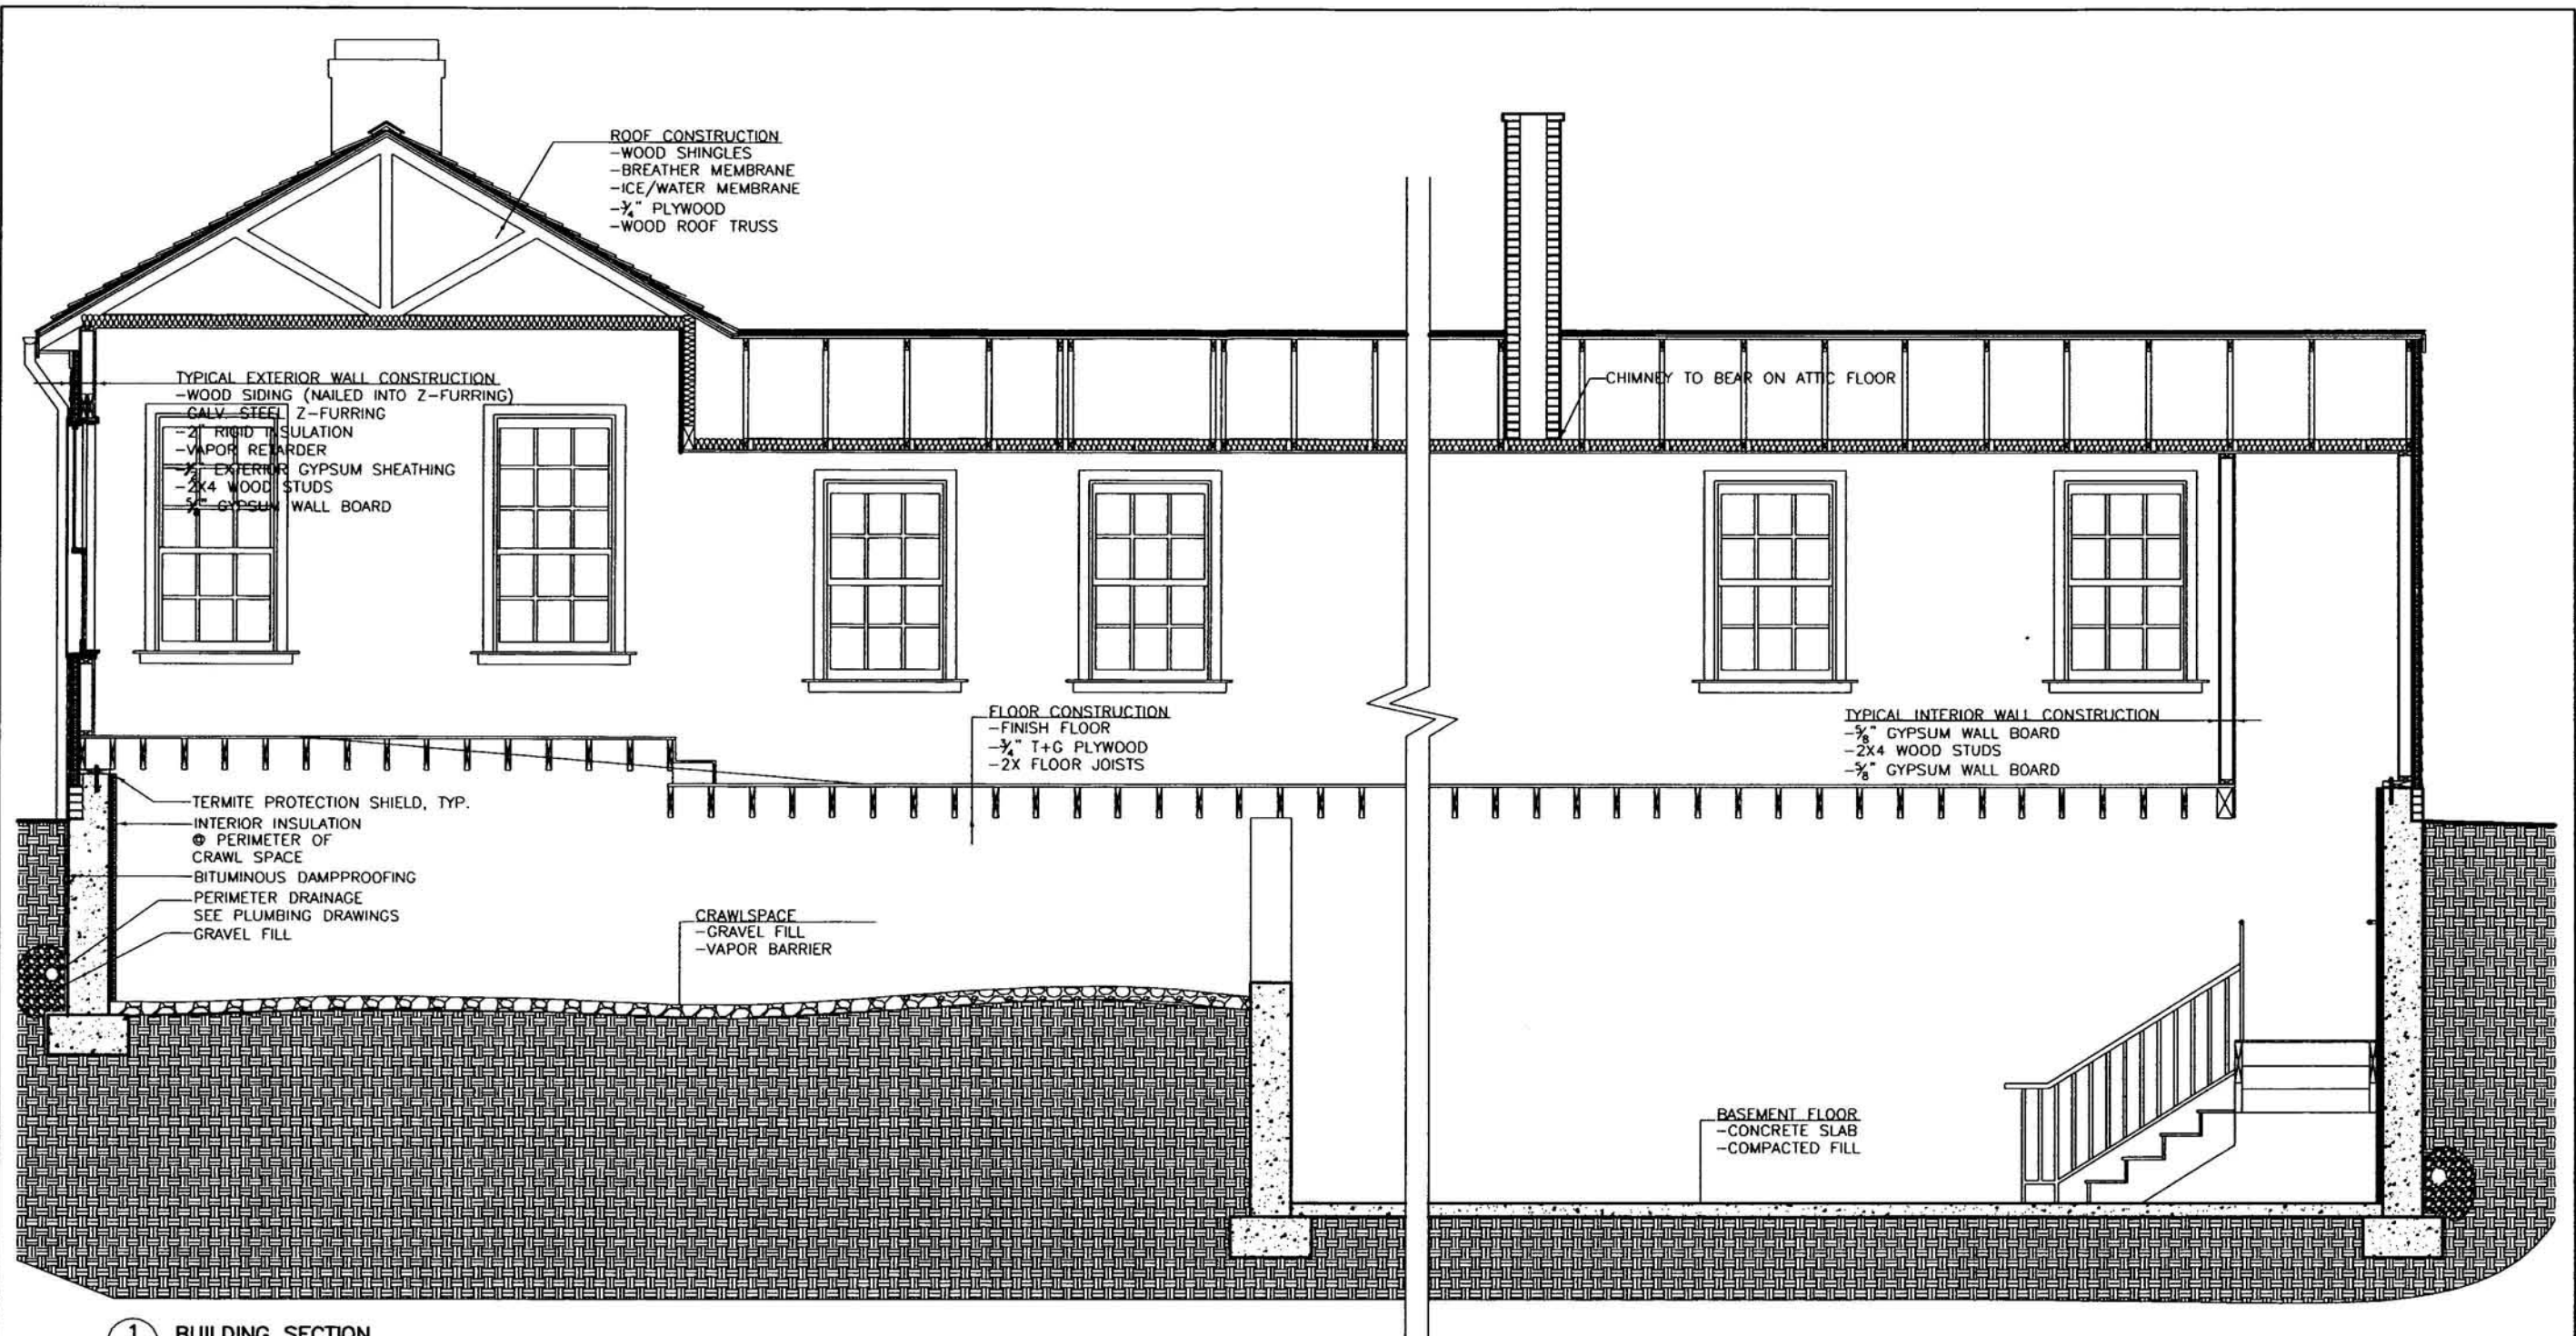 ROOF CONSTRUCTION
-WOOD SHINGLES
-BREATHER MEMBRANE
-ICE/WATER MEMBRANE
-¾" PLYWOOD
-WOOD ROOF TRUSS
TYPICAL EXTERIOR WALL CONSTRUCTION
-WOOD SIDING (NAILED INTO Z-FURRING)
GALV. STEEL Z-FURRING
-2" RIGID INSULATION
-VAPOR RETARDER
EXTERIOR GYPSUM SHEATHING
-2X4 WOOD STUDS
GYPSUM WALL BOARD
CHIMNEY TO BEAR ON ATTIC FLOOR
FLOOR CONSTRUCTION
-FINISH FLOOR
-¾" T+G PLYWOOD
-2X FLOOR JOISTS
TYPICAL INTERIOR WALL CONSTRUCTION
-⅝" GYPSUM WALL BOARD
-2X4 WOOD STUDS
-⅝" GYPSUM WALL BOARD
TERMITE PROTECTION SHIELD, TYP.
INTERIOR INSULATION
@ PERIMETER OF
CRAWL SPACE
BITUMINOUS DAMPPROOFING
PERIMETER DRAINAGE
SEE PLUMBING DRAWINGS
GRAVEL FILL
CRAWLSPACE
-GRAVEL FILL
-VAPOR BARRIER
BASEMENT FLOOR
-CONCRETE SLAB
-COMPACTED FILL
1 BUILDING SECTION